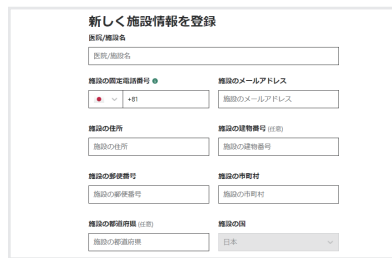 新しく施設情報を登録
医院/施設名
医院/施設名
施設の固定電話番号
施設のメールアドレス
+81
施設のメールアドレス
施設の住所
施設の建物番号 (任意)
施設の住所
施設の建物番号
施設の郵便番号
施設の市町村
施設の郵便番号
施設の市町村
施設の都道府県 (任意)
施設の国
施設の都道府県
日本